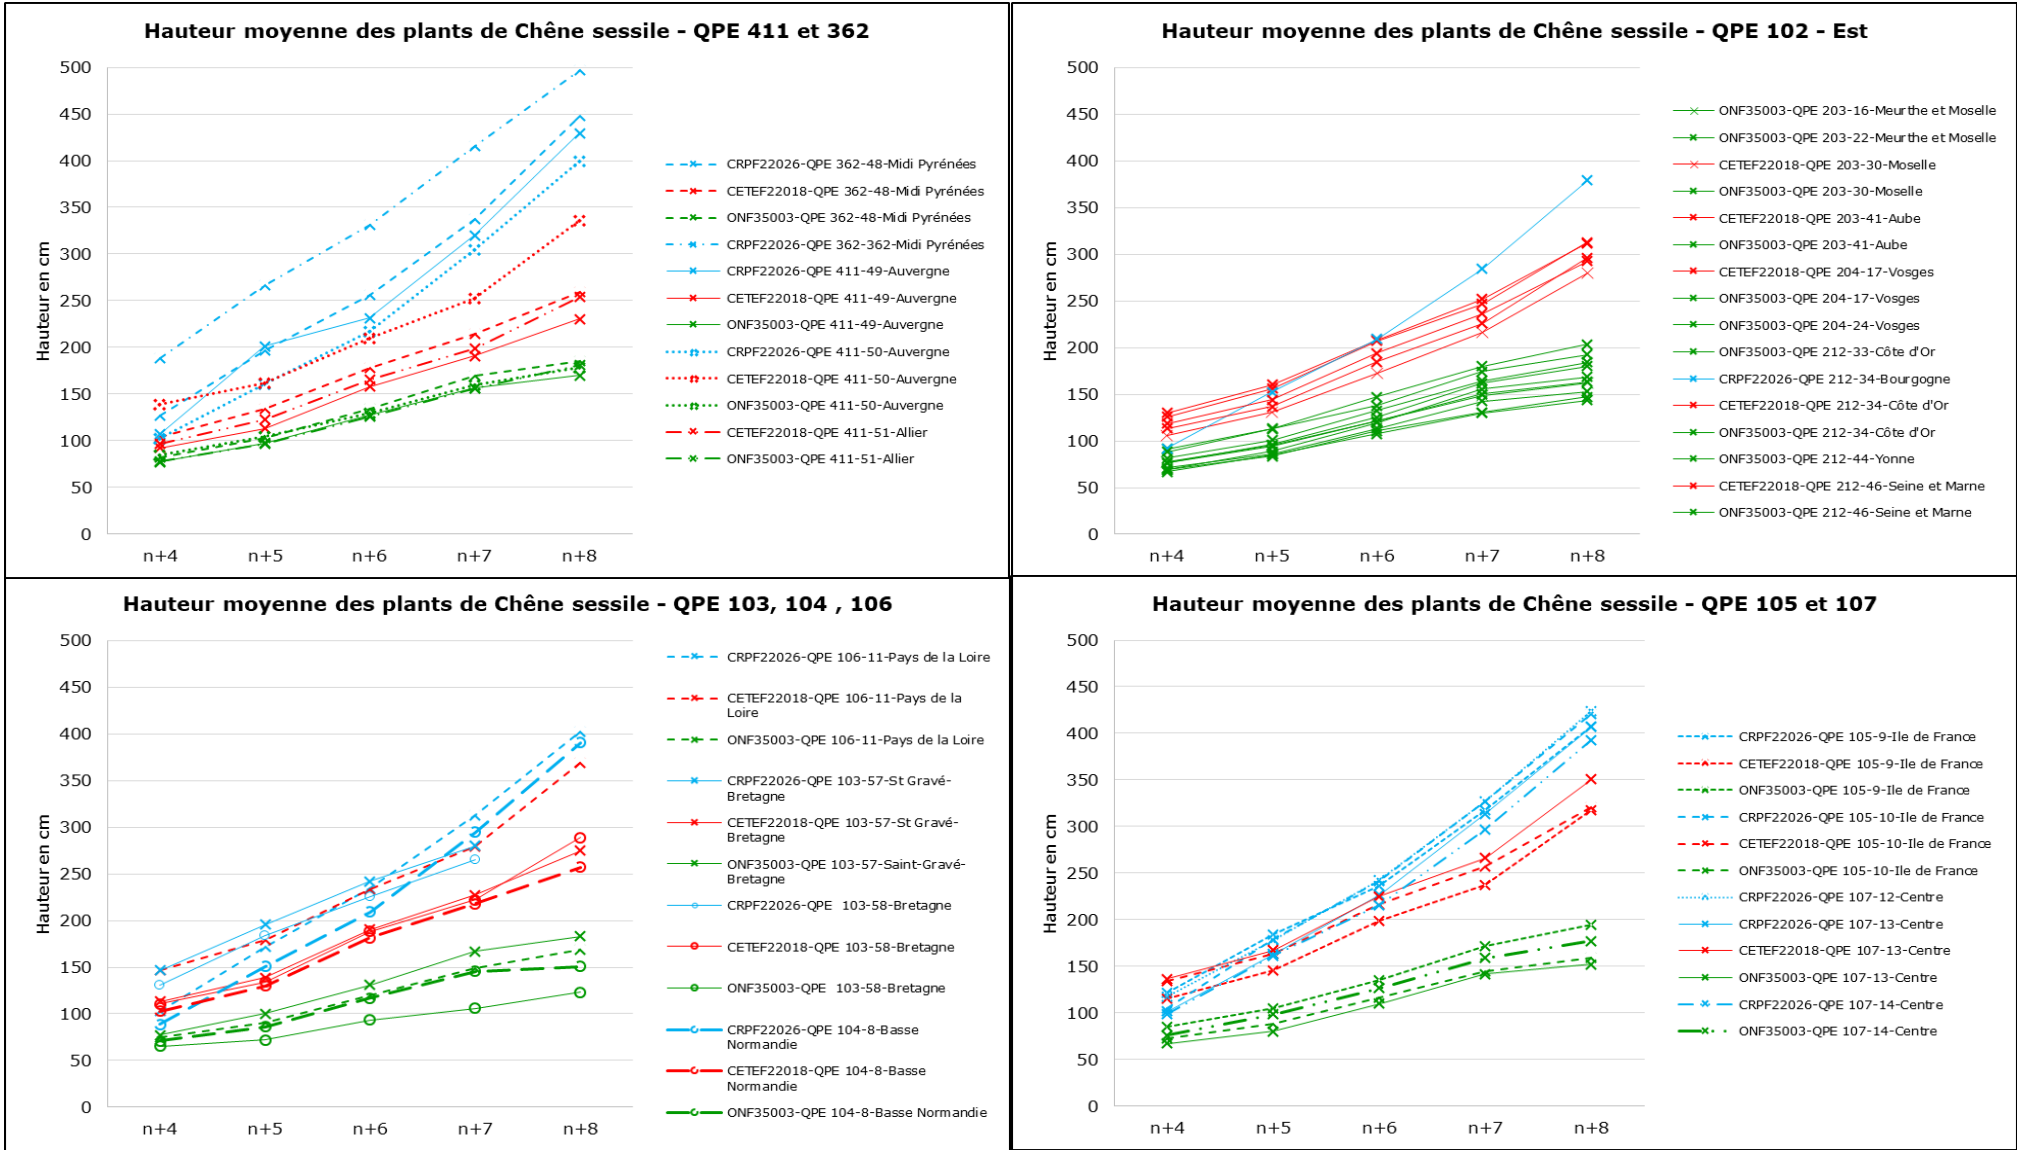 Hauteur moyenne des plants de Chêne sessile - QPE 411 et 362
Hauteur en cm
500
450
400
350
300
250
200
150
100
50
0
n+4
n+5
n+6
n+7
n+8
CRPF22026-QPE 362-48-Midi Pyrénées
CETEF22018-QPE 362-48-Midi Pyrénées
ONF35003-QPE 362-48-Midi Pyrénées
CRPF22026-QPE 362-362-Midi Pyrénées
CRPF22026-QPE 411-49-Auvergne
CETEF22018-QPE 411-49-Auvergne
ONF35003-QPE 411-49-Auvergne
CRPF22026-QPE 411-50-Auvergne
CETEF22018-QPE 411-50-Auvergne
ONF35003-QPE 411-50-Auvergne
CETEF22018-QPE 411-51-Allier
ONF35003-QPE 411-51-Allier
Hauteur moyenne des plants de Chêne sessile - QPE 102 - Est
Hauteur en cm
500
450
400
350
300
250
200
150
100
50
0
n+4
n+5
n+6
n+7
n+8
ONF35003-QPE 203-16-Meurthe et Moselle
ONF35003-QPE 203-22-Meurthe et Moselle
CETEF22018-QPE 203-30-Moselle
ONF35003-QPE 203-30-Moselle
CETEF22018-QPE 203-41-Aube
ONF35003-QPE 203-41-Aube
CETEF22018-QPE 204-17-Vosges
ONF35003-QPE 204-17-Vosges
ONF35003-QPE 204-24-Vosges
ONF35003-QPE 212-33-Côte d'Or
CRPF22026-QPE 212-34-Bourgogne
CETEF22018-QPE 212-34-Côte d'Or
ONF35003-QPE 212-34-Côte d'Or
ONF35003-QPE 212-44-Yonne
CETEF22018-QPE 212-46-Seine et Marne
ONF35003-QPE 212-46-Seine et Marne
Hauteur moyenne des plants de Chêne sessile - QPE 103, 104 , 106
Hauteur en cm
500
450
400
350
300
250
200
150
100
50
0
n+4
n+5
n+6
n+7
n+8
CRPF22026-QPE 106-11-Pays de la Loire
CETEF22018-QPE 106-11-Pays de la
Loire
ONF35003-QPE 106-11-Pays de la Loire
CRPF22026-QPE 103-57-St Gravé-
Bretagne
CETEF22018-QPE 103-57-St Gravé-
Bretagne
ONF35003-QPE 103-57-Saint-Gravé-
Bretagne
CRPF22026-QPE 103-58-Bretagne
CETEF22018-QPE 103-58-Bretagne
ONF35003-QPE 103-58-Bretagne
CRPF22026-QPE 104-8-Basse
Normandie
CETEF22018-QPE 104-8-Basse
Normandie
ONF35003-QPE 104-8-Basse Normandie
Hauteur moyenne des plants de Chêne sessile - QPE 105 et 107
Hauteur en cm
500
450
400
350
300
250
200
150
100
50
0
n+4
n+5
n+6
n+7
n+8
CRPF22026-QPE 105-9-Ile de France
CETEF22018-QPE 105-9-Ile de France
ONF35003-QPE 105-9-Ile de France
CRPF22026-QPE 105-10-Ile de France
CETEF22018-QPE 105-10-Ile de France
ONF35003-QPE 105-10-Ile de France
CRPF22026-QPE 107-12-Centre
CRPF22026-QPE 107-13-Centre
CETEF22018-QPE 107-13-Centre
ONF35003-QPE 107-13-Centre
CRPF22026-QPE 107-14-Centre
ONF35003-QPE 107-14-Centre